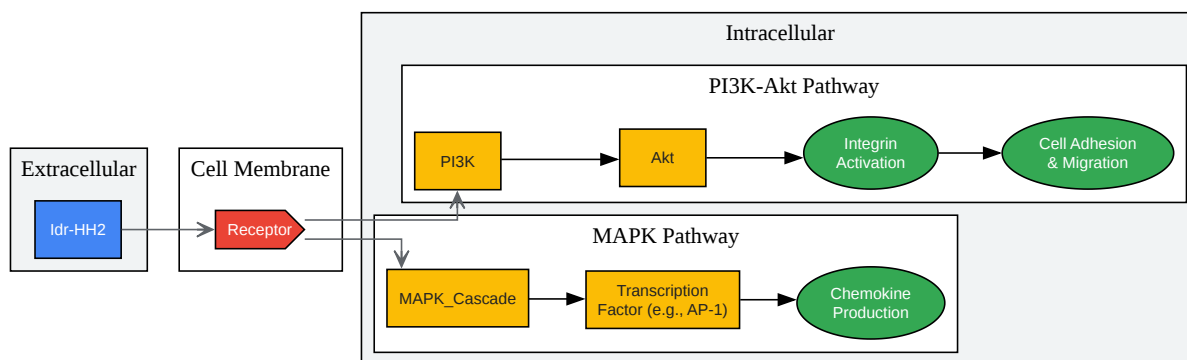 Intracellular
PI3K-Akt Pathway
PI3K
Akt
Integrin
Activation
Cell Adhesion
& Migration
Extracellular
Idr-HH2
Cell Membrane
Receptor
MAPK Pathway
MAPK_Cascade
Transcription
Factor (e.g., AP-1)
Chemokine
Production